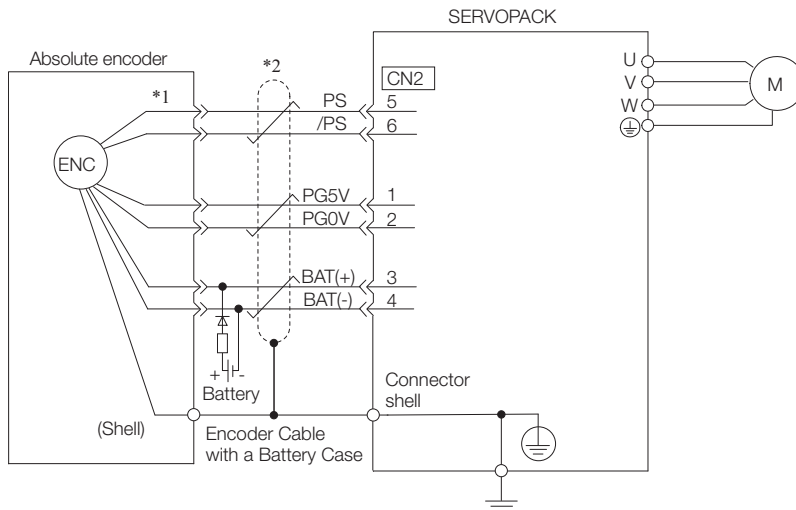 SERVOPACK
Absolute encoder
*2
CN2
U
V
W
M
*1
PS
5
/PS
6
ENC
PG5V
1
PG0V
2
BAT(+)
3
BAT(-)
4
+
-
Battery
Connector
shell
(Shell)
Encoder Cable
with a Battery Case